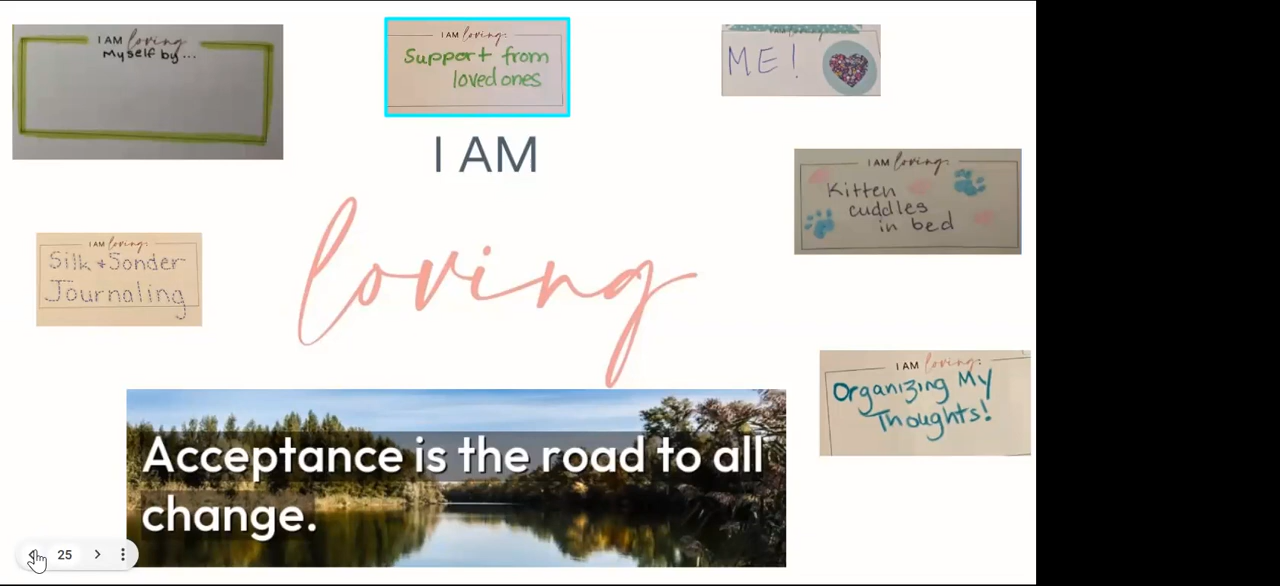 I AM loving
Myself by...
I AM loving:
Support from
loved ones
ME!
I AM
loving
I AM loving:
Kitten
cuddles
in bed
I AM loving:
Silk + Sonder
Journaling
I AM loving:
Organizing My
Thoughts!
Acceptance is the road to all
change.
25